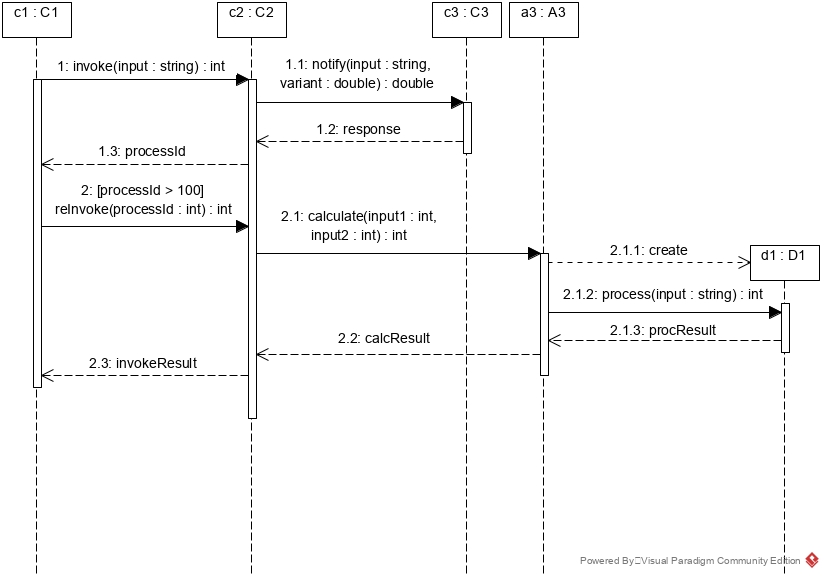 c1 : C1
c2 : C2
c3 : C3
a3 : A3
1: invoke(input : string) : int
1.1: notify(input : string,
variant : double) : double
1.2: response
1.3: processId
2: [processId > 100]
reInvoke(processId : int) : int
2.1: calculate(input1 : int,
input2 : int) : int
2.1.1: create
d1 : D1
2.1.2: process(input : string) : int
2.1.3: procResult
2.2: calcResult
2.3: invokeResult
Powered By Visual Paradigm Community Edition